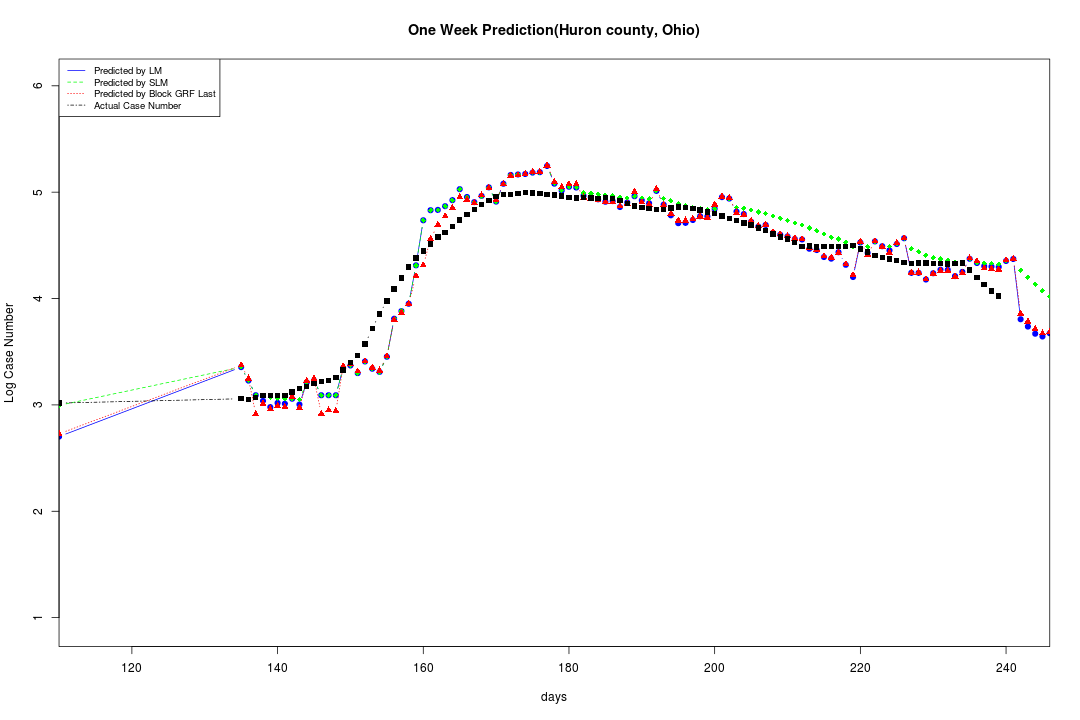 One Week Prediction(Huron county, Ohio)
Predicted by LM
Predicted by SLM
Predicted by Block GRF Last
Actual Case Number
6
5
4
3
2
1
Log Case Number
120 140 160 180 200 220 240
days